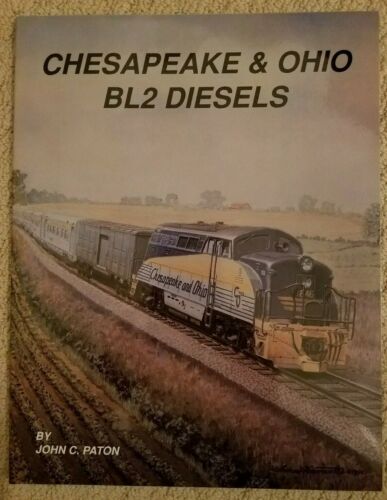 CHESAPEAKE & OHIO
BL2 DIESELS
Chesapeake and Ohio
BY
JOHN C. PATON